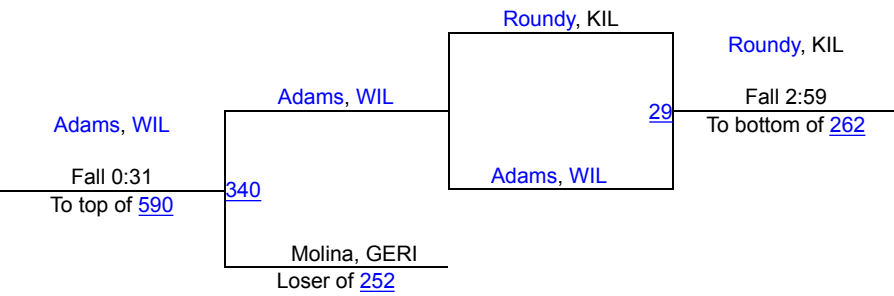 Roundy, KIL
Roundy, KIL
Adams, WIL
Fall 2:59
29
Adams, WIL
To bottom of 262
Fall 0:31
Adams, WIL
340
To top of 590
Molina, GERI
Loser of 252